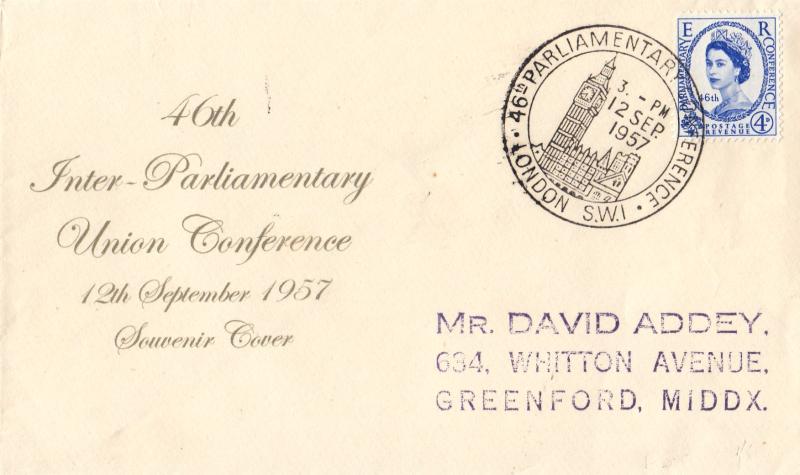 46th
Inter-Parliamentary
Union Conference
12th September 1957
Souvenir Cover
• 46th PARLIAMENTARY CONFERENCE •
LONDON S.W.1
3. - PM
12 SEP.
1957
E R
PARLIAMENTARY
CONFERENCE
46th
POSTAGE
REVENUE
4D
MR. DAVID ADDEY,
634, WHITTON AVENUE,
GREENFORD, MIDDX.